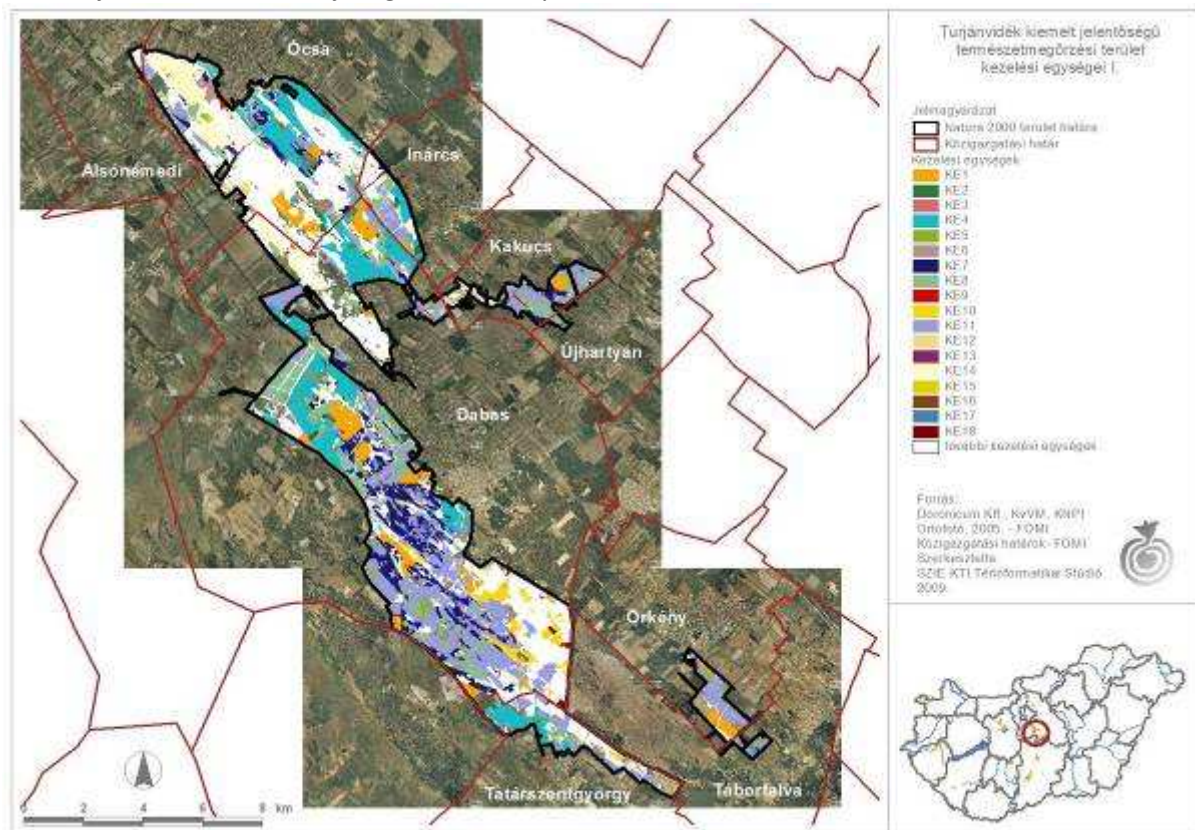 Turjánvidék kiemelt jelentőségű
természetmegőrzési terület
kezelési egységei I.
Jelmagyarázat
Natura 2000 terület határa
Közigazgatási határ
Kezelési egységek
KE1
KE2
KE3
KE4
KE5
KE6
KE7
KE8
KE9
KE10
KE11
KE12
KE13
KE14
KE15
KE16
KE17
KE18
további kezelési egységek
Forrás:
Doronicum Kft., KvVM, KNPI
Ortofotó, 2005. - FÖMI
Közigazgatási határok - FÖMI
Szerkesztette
SZIE KTI Térinformatikai Stúdió
2009.
Ócsa
Alsónémedi
Inárcs
Kakucs
Újhartyán
Dabas
Örkény
Tatárszentgyörgy
Táborfalva
0 2 4 6 8 km